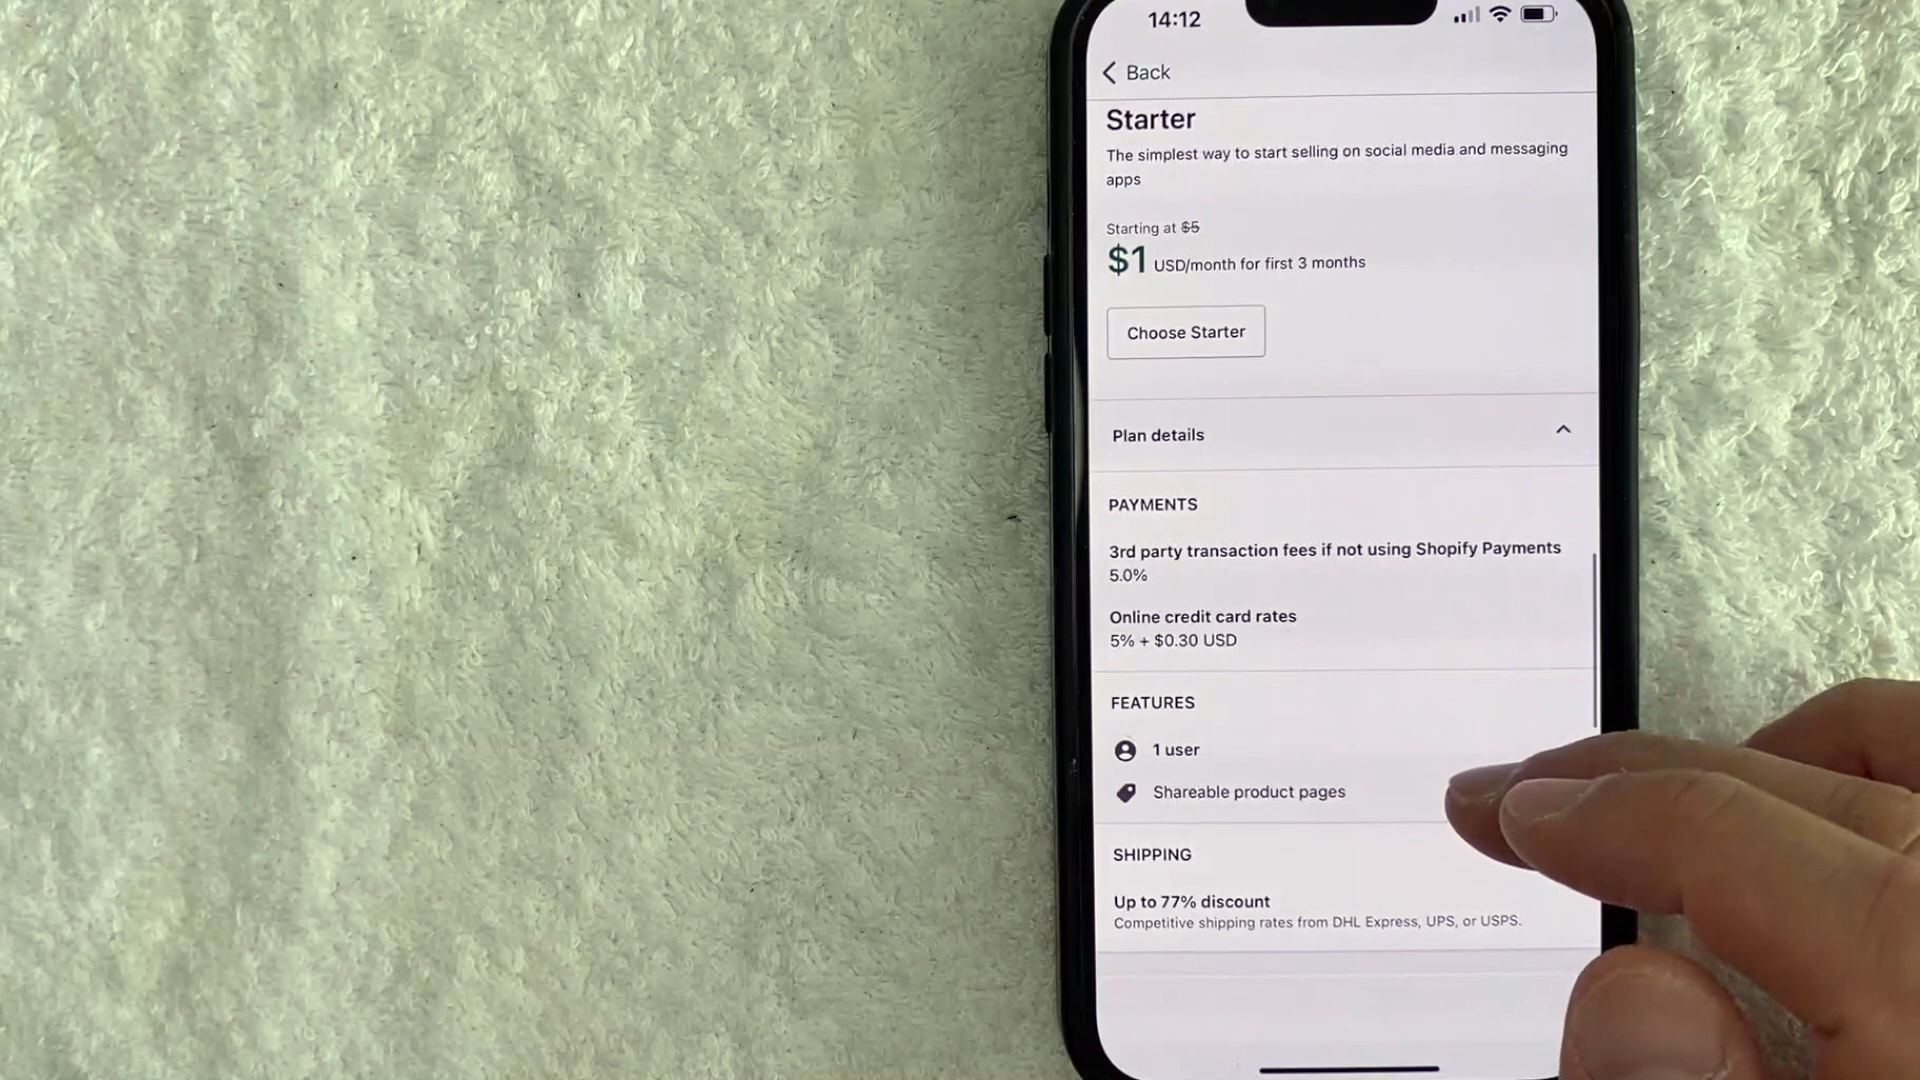 14:12
Back
Starter
The simplest way to start selling on social media and messaging
apps
Starting at $5
$1 USD/month for first 3 months
Choose Starter
Plan details
PAYMENTS
3rd party transaction fees if not using Shopify Payments
5.0%
Online credit card rates
5% + $0.30 USD
FEATURES
1 user
Shareable product pages
SHIPPING
Up to 77% discount
Competitive shipping rates from DHL Express, UPS, or USPS.